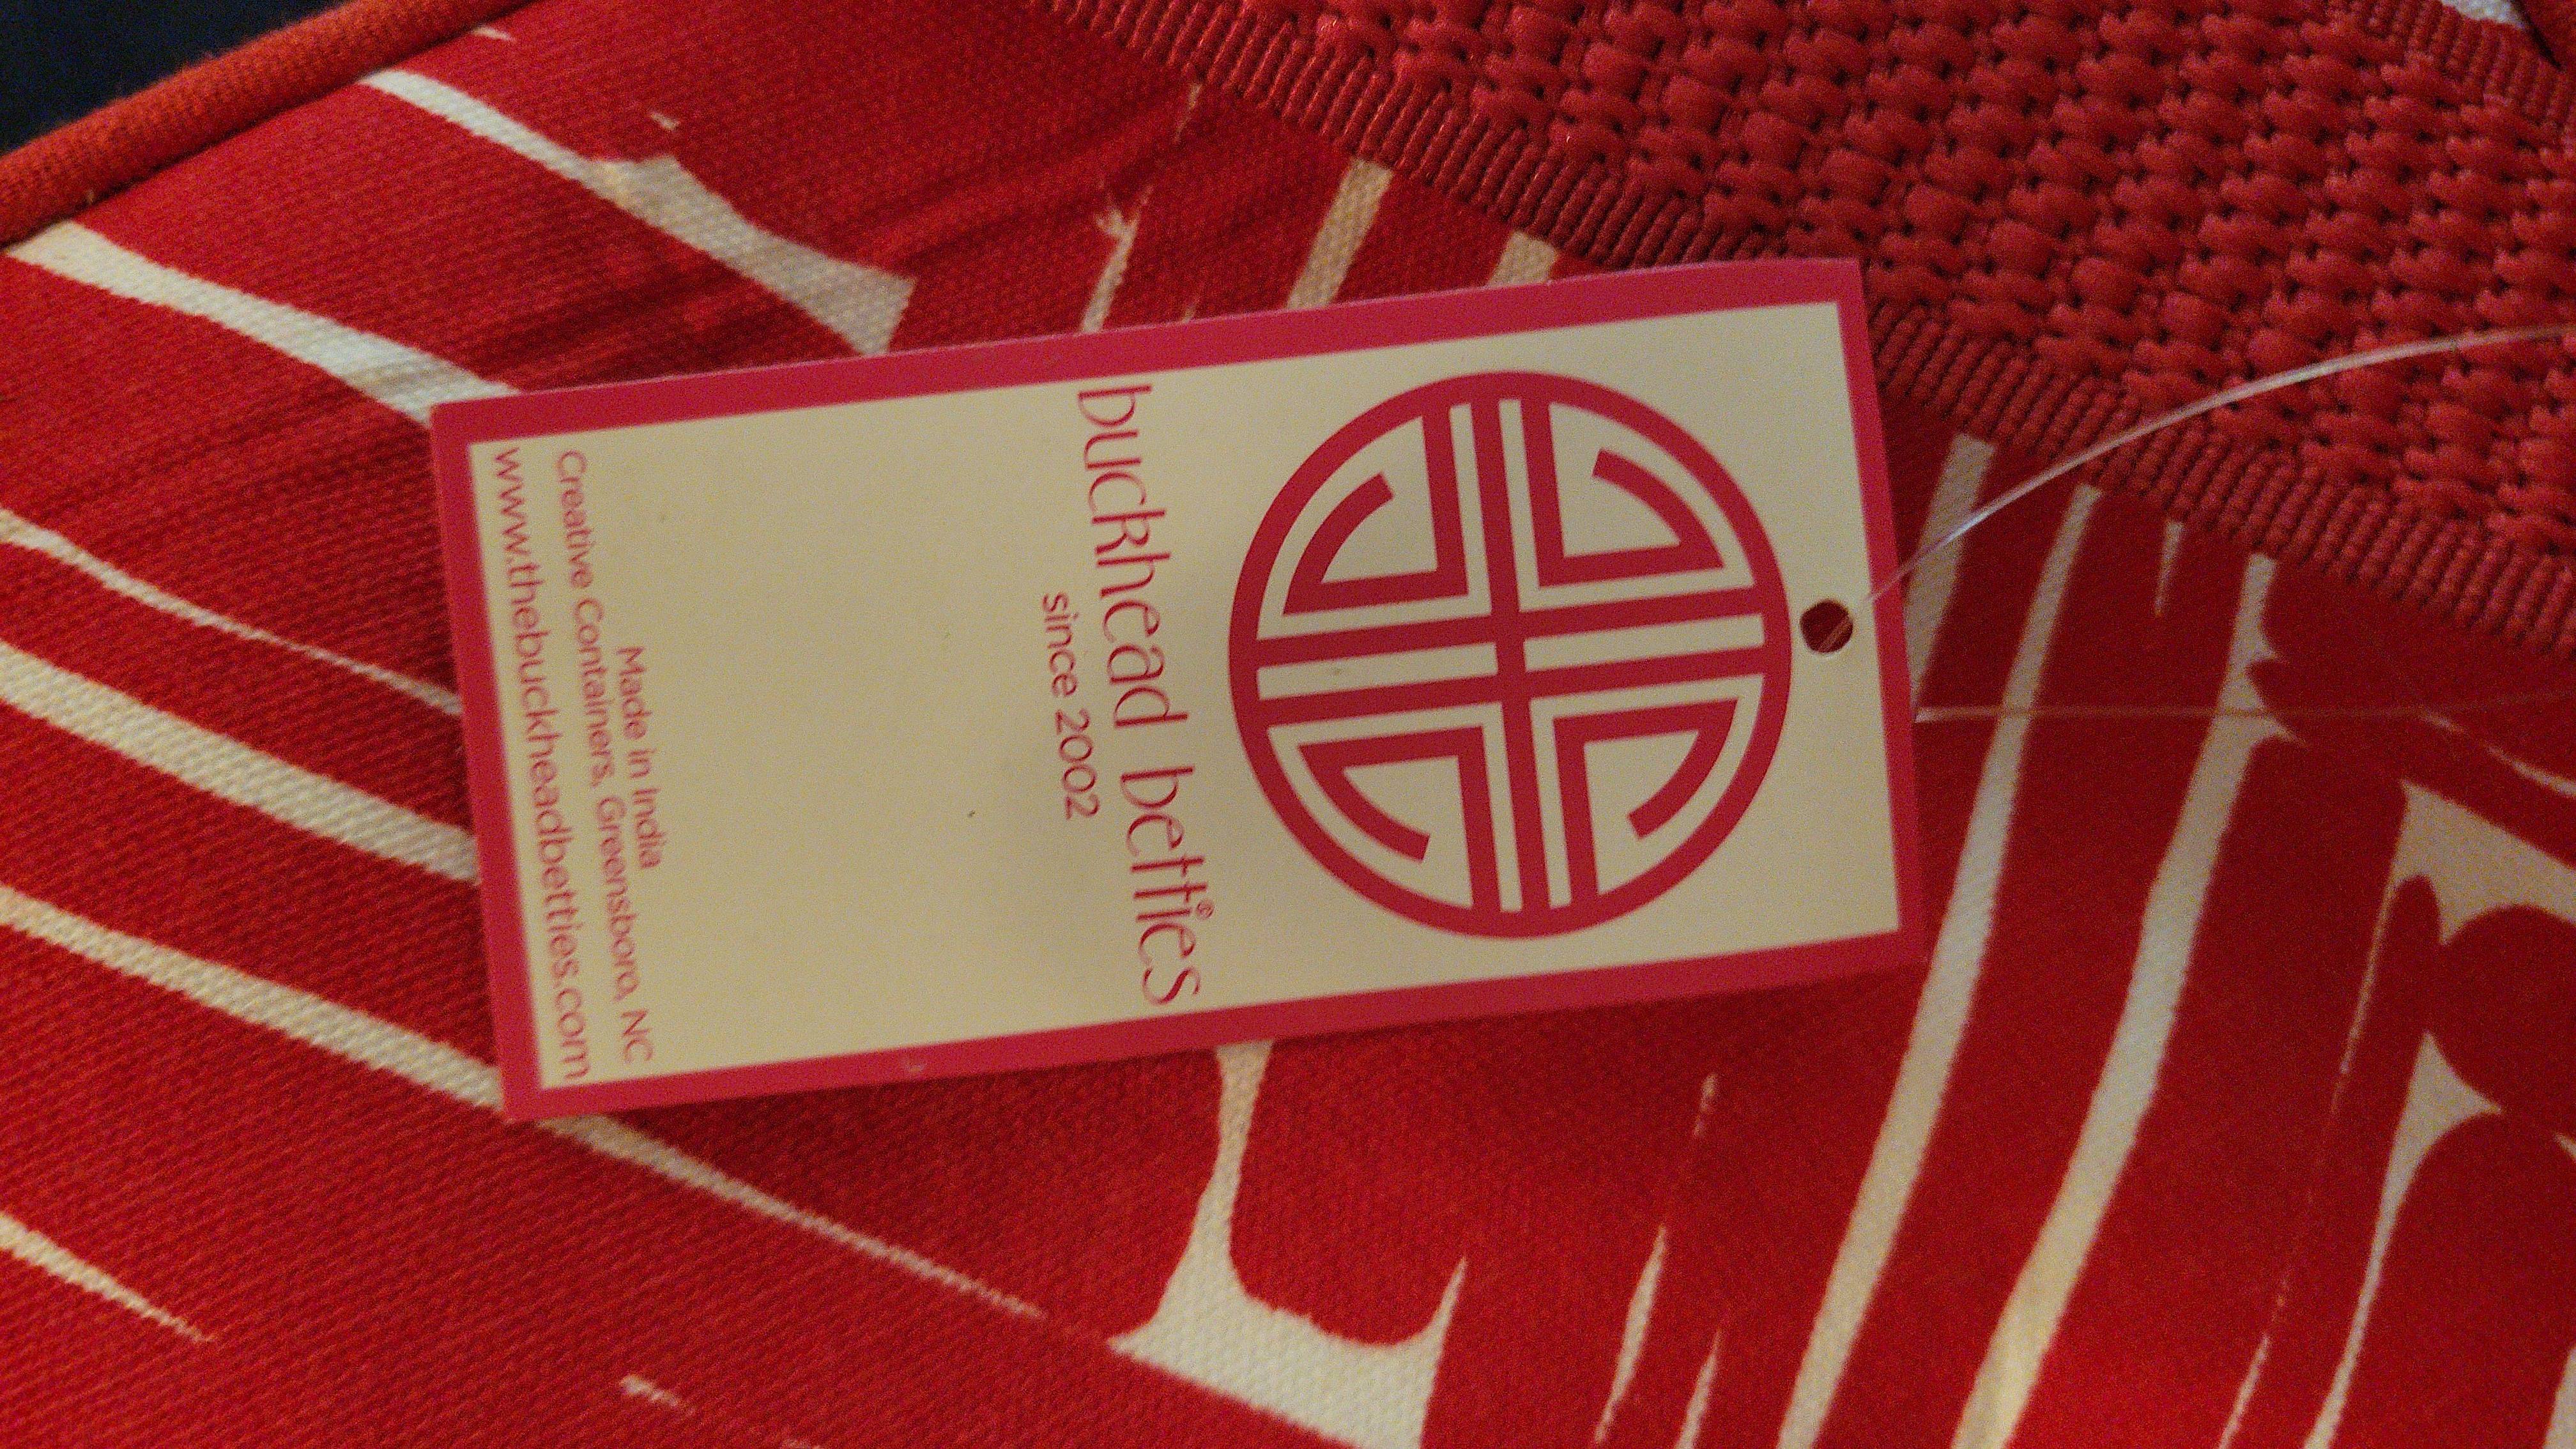 buckhead betties®
since 2002
Made in India
Creative Containers, Greensboro, NC
www.thebuckheadbetties.com